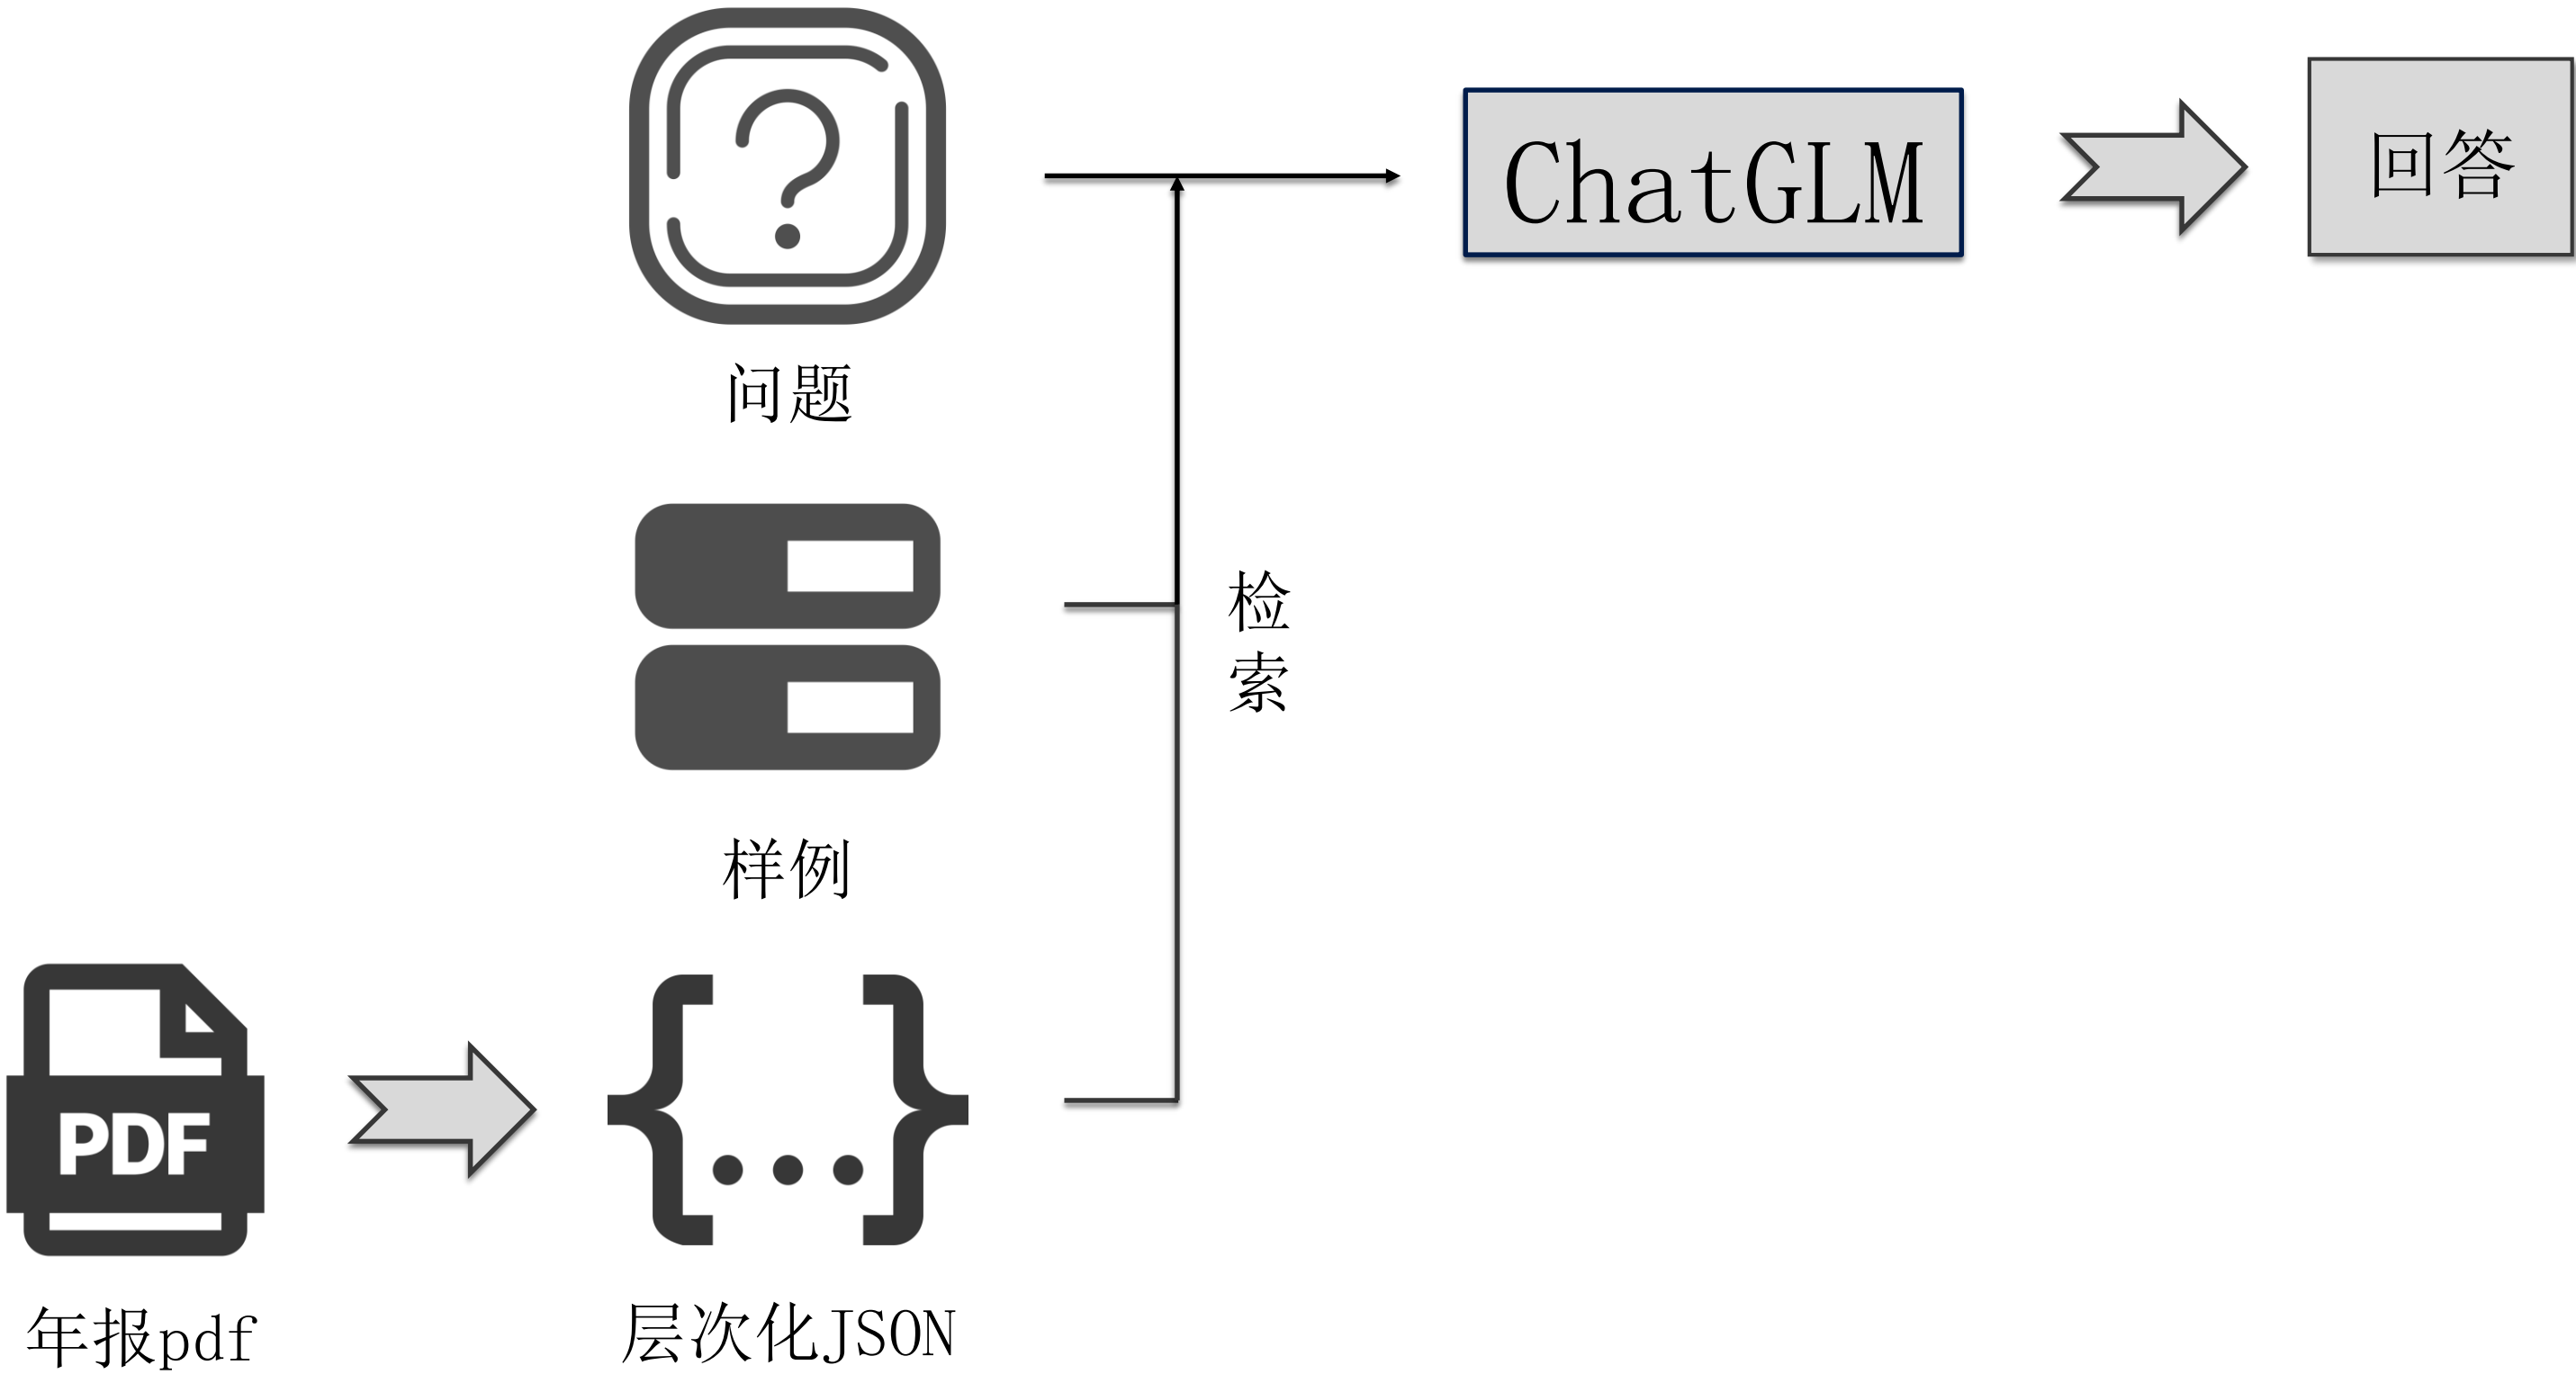 ?
问题
ChatGLM
回答
检
索
样例
PDF
{...}
年报pdf
层次化JSON